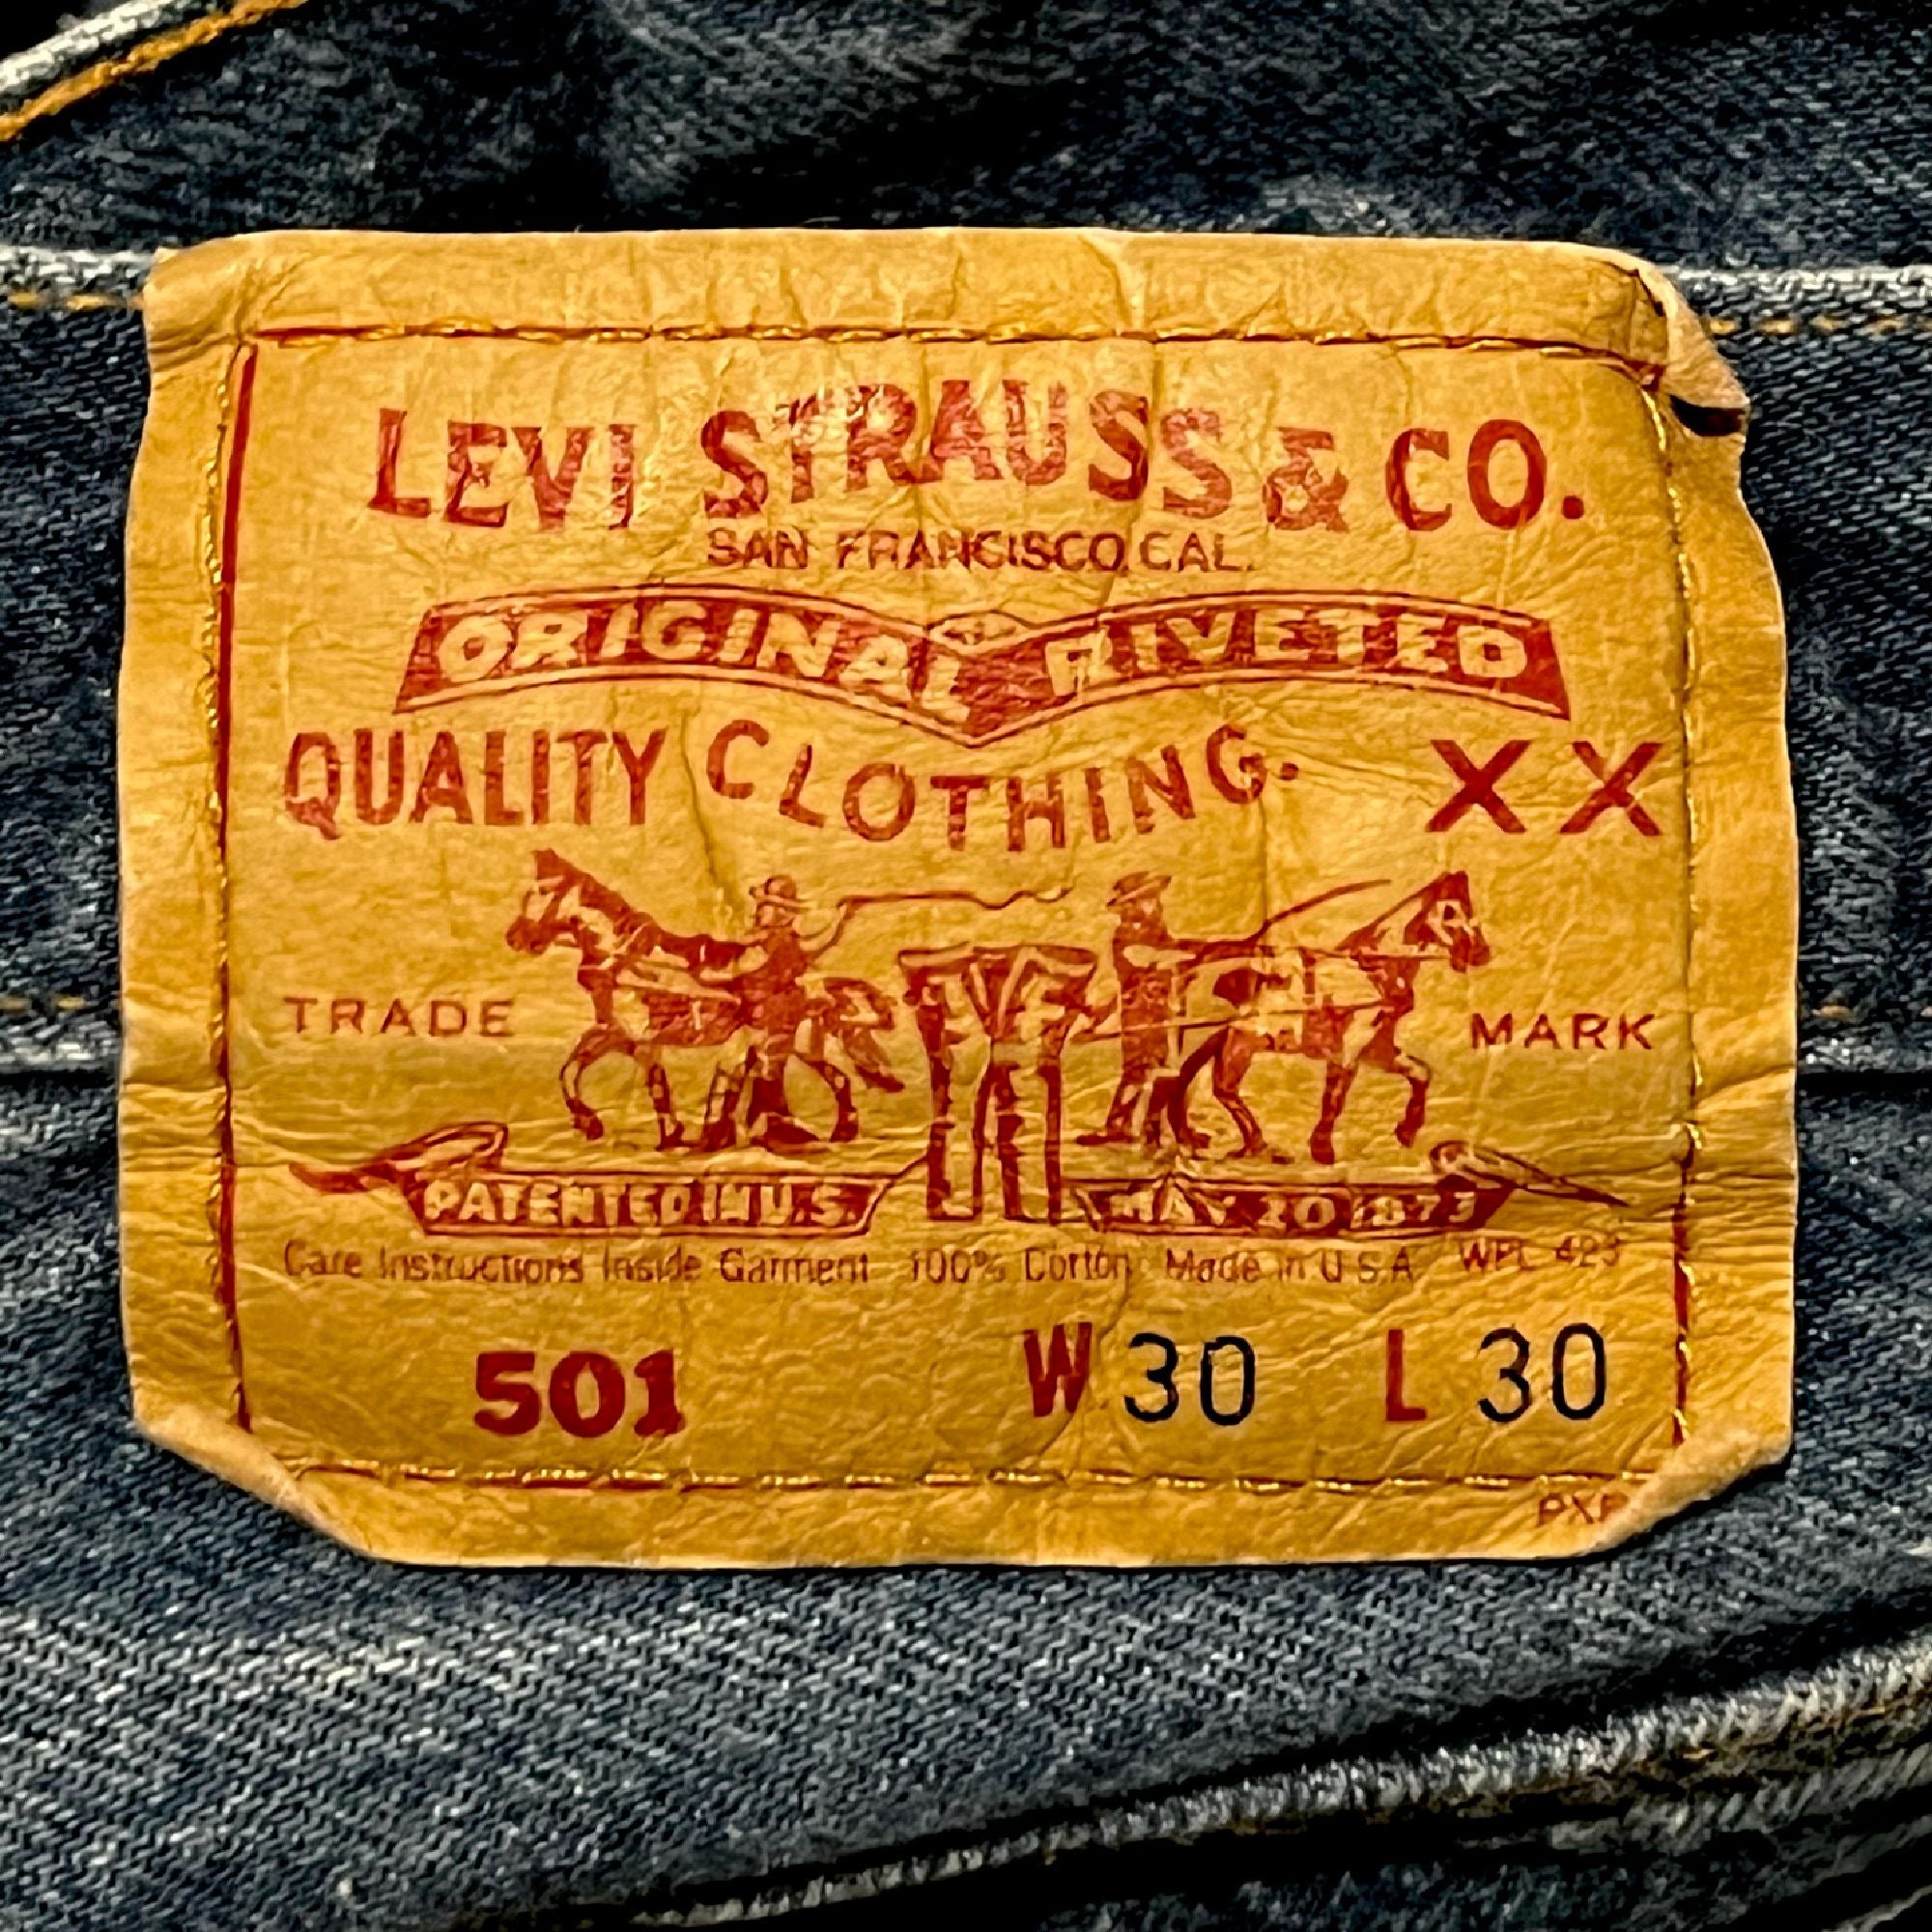 LEVI STRAUSS & CO.
SAN FRANCISCO, CAL.
ORIGINAL RIVETED
QUALITY CLOTHING. XX
TRADE MARK
PATENTED IN U.S. MAY 20 1873
Care Instructions Inside Garment 100% Cotton Made in U.S.A. WPL 423
501 W 30 L 30